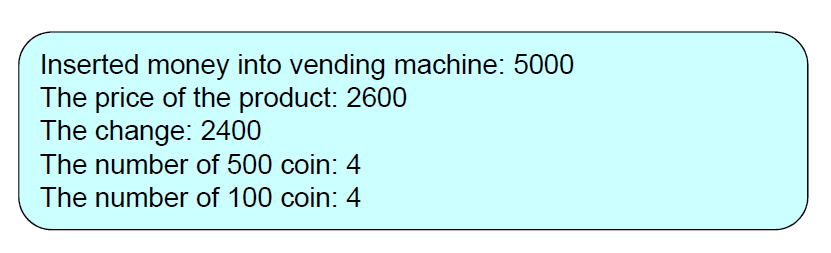 Inserted money into vending machine: 5000
The price of the product: 2600
The change: 2400
The number of 500 coin: 4
The number of 100 coin: 4